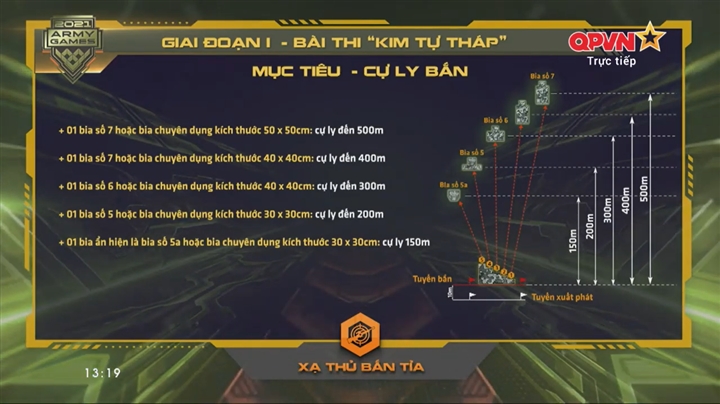 2021
ARMY
GAMES
GIAI ĐOẠN I - BÀI THI “KIM TỰ THÁP”
QPVN
Trực tiếp
MỤC TIÊU - CỰ LY BẮN
+ 01 bia số 7 hoặc bia chuyên dụng kích thước 50 x 50cm: cự ly đến 500m
+ 01 bia số 7 hoặc bia chuyên dụng kích thước 40 x 40cm: cự ly đến 400m
+ 01 bia số 6 hoặc bia chuyên dụng kích thước 40 x 40cm: cự ly đến 300m
+ 01 bia số 5 hoặc bia chuyên dụng kích thước 30 x 30cm: cự ly đến 200m
+ 01 bia ẩn hiện là bia số 5a hoặc bia chuyên dụng kích thước 30 x 30cm: cự ly 150m
Bia số 7
Bia số 6
Bia số 5
Bia số 5a
150m
200m
300m
400m
500m
Tuyến bắn
Tuyến xuất phát
XẠ THỦ BẮN TỈA
13:19